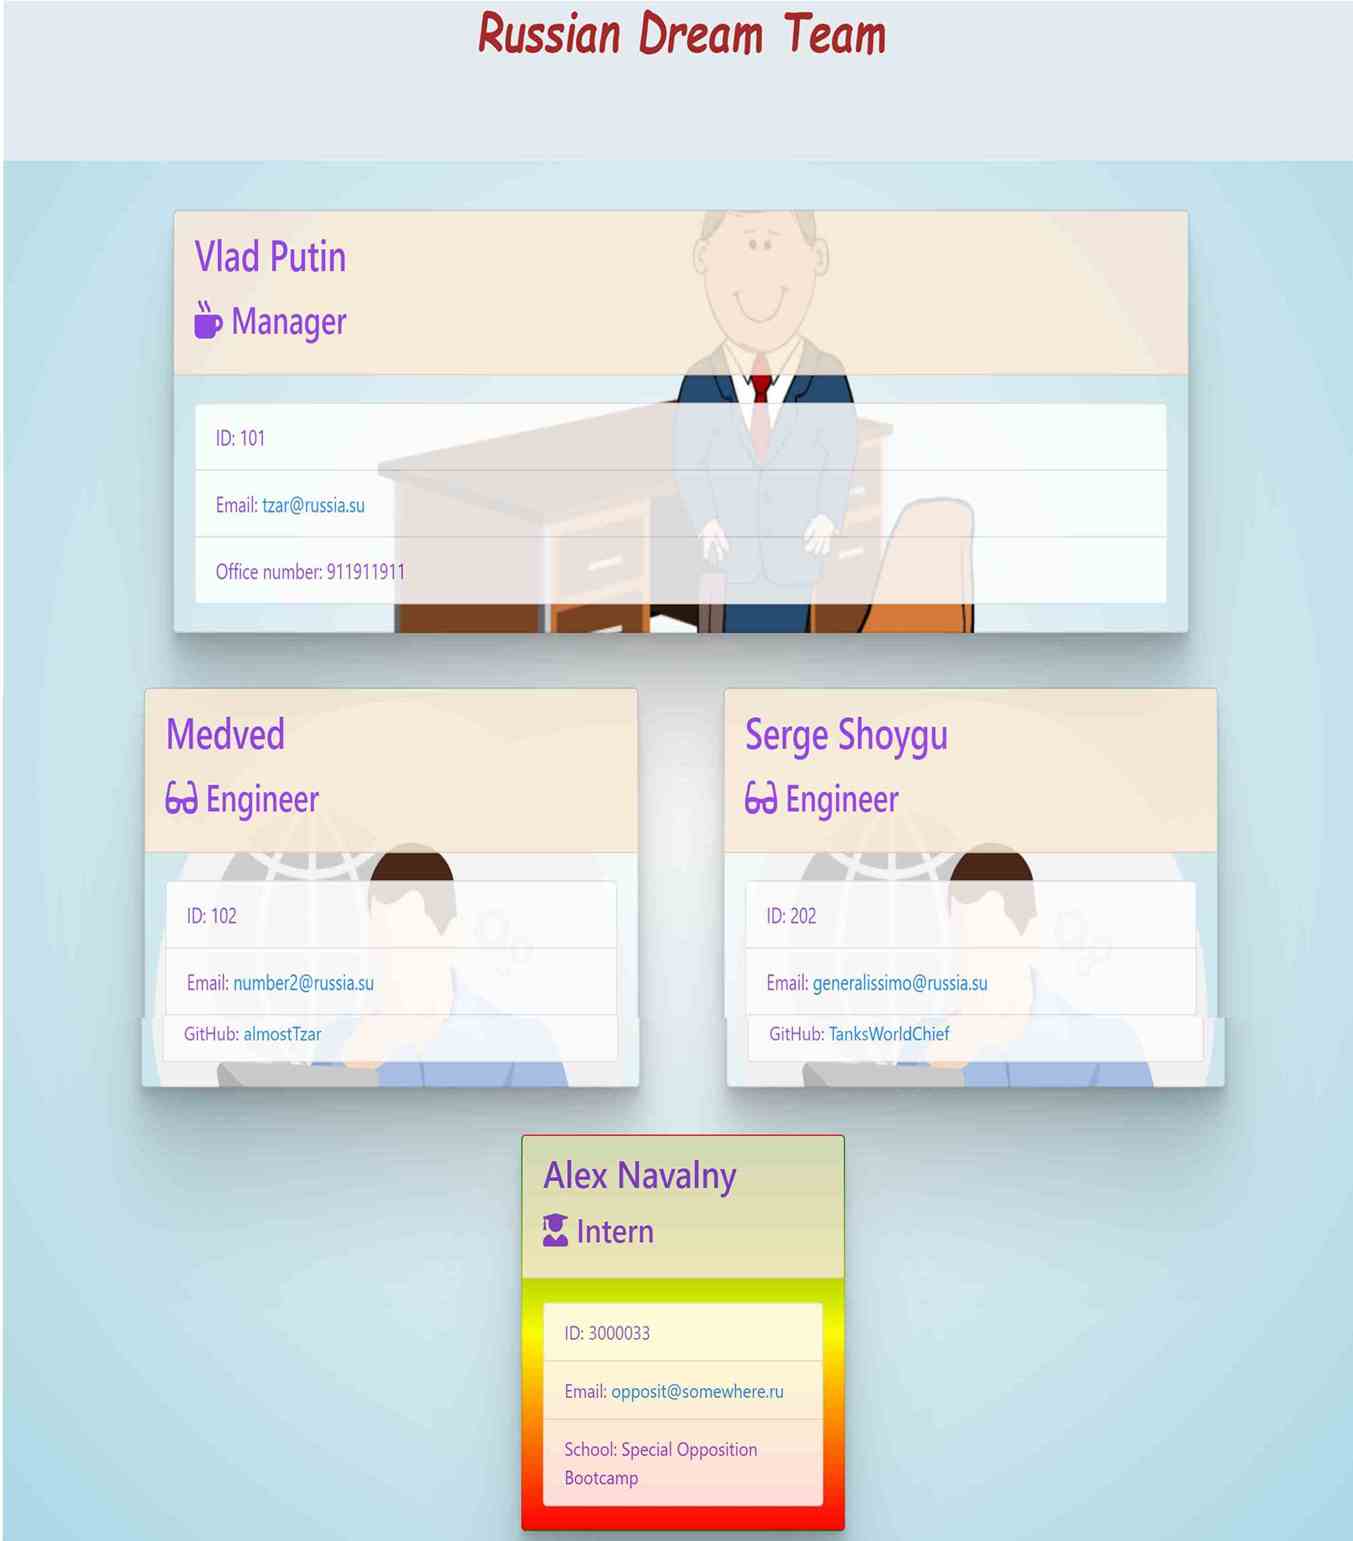 Russian Dream Team
Vlad Putin
Manager
ID: 101
Email: tzar@russia.su
Office number: 911911911
Medved
Engineer
ID: 102
Email: number2@russia.su
GitHub: almostTzar
Serge Shoygu
Engineer
ID: 202
Email: generalissimo@russia.su
GitHub: TanksWorldChief
Alex Navalny
Intern
ID: 3000033
Email: opposit@somewhere.ru
School: Special Opposition
Bootcamp